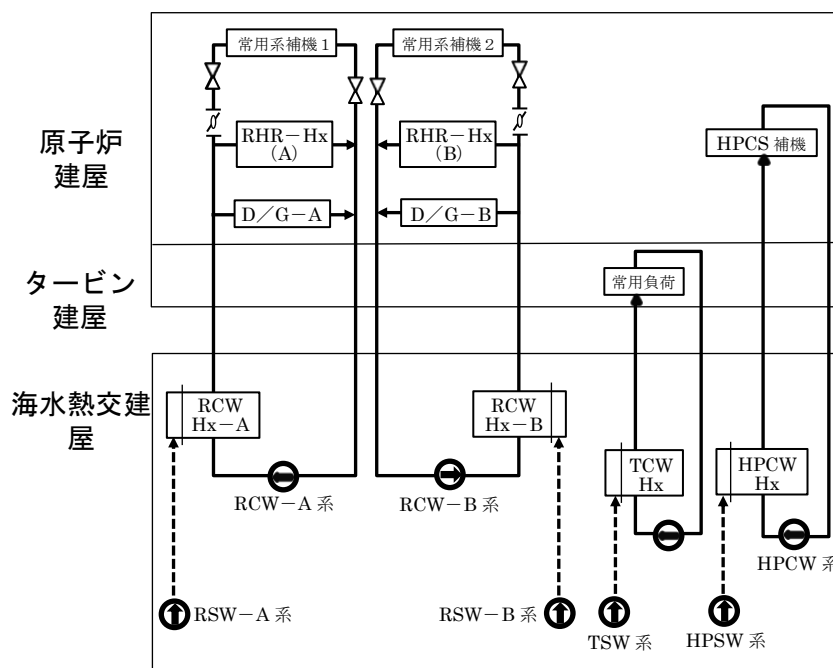 常用系補機1
常用系補機2
原子炉
建屋
RHR－Hx
(A)
RHR－Hx
(B)
HPCS 補機
D／G－A
D／G－B
タービン
建屋
常用負荷
海水熱交建
屋
RCW
Hx－A
RCW
Hx－B
TCW
Hx
HPCW
Hx
RCW－A 系
RCW－B 系
HPCW 系
RSW－A 系
RSW－B 系
TSW 系
HPSW 系